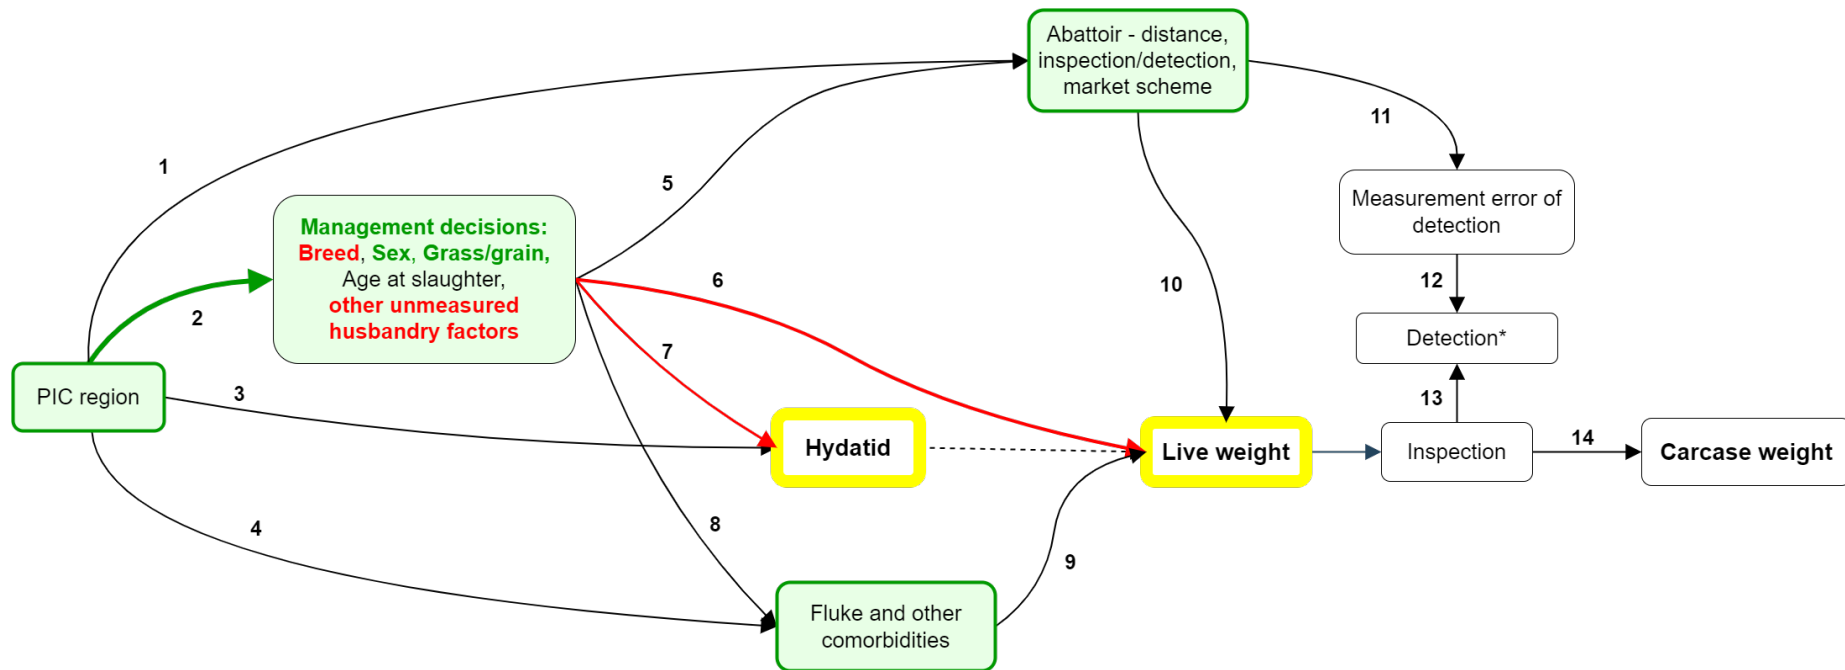 Abattoir - distance,
inspection/detection,
market scheme
11
1
5
Measurement error of
detection
Management decisions:
Breed, Sex, Grass/grain,
Age at slaughter,
other unmeasured
husbandry factors
6
10
12
2
7
Detection*
PIC region
3
13
Hydatid
Live weight
Inspection
14
Carcase weight
4
8
9
Fluke and other
comorbidities